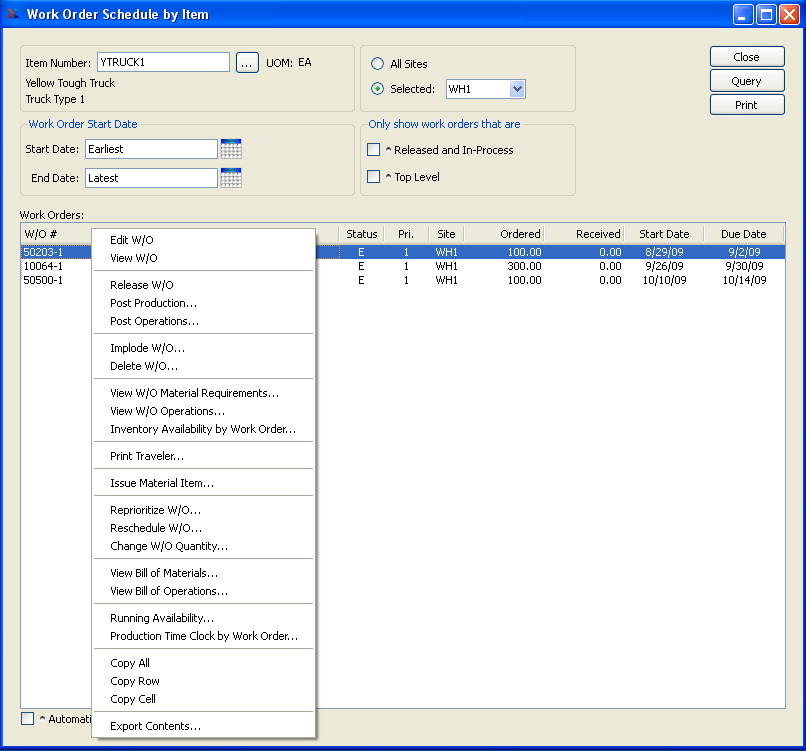 Work Order Schedule by Item
Item Number: YTRUCK1 ... UOM: EA
Yellow Tough Truck
Truck Type 1
All Sites
Selected: WH1
Close
Query
Print
Work Order Start Date
Start Date: Earliest
End Date: Latest
Only show work orders that are
^ Released and In-Process
^ Top Level
Work Orders:
W/O # Status Pri. Site Ordered Received Start Date Due Date
50203-1 E 1 WH1 100.00 0.00 8/29/09 9/2/09
10064-1 E 1 WH1 300.00 0.00 9/26/09 9/30/09
50500-1 E 1 WH1 100.00 0.00 10/10/09 10/14/09
Edit W/O
View W/O
Release W/O
Post Production...
Post Operations...
Implode W/O...
Delete W/O...
View W/O Material Requirements...
View W/O Operations...
Inventory Availability by Work Order...
Print Traveler...
Issue Material Item...
Reprioritize W/O...
Reschedule W/O...
Change W/O Quantity...
View Bill of Materials...
View Bill of Operations...
Running Availability...
Production Time Clock by Work Order...
Copy All
Copy Row
Copy Cell
Export Contents...
^ Automati